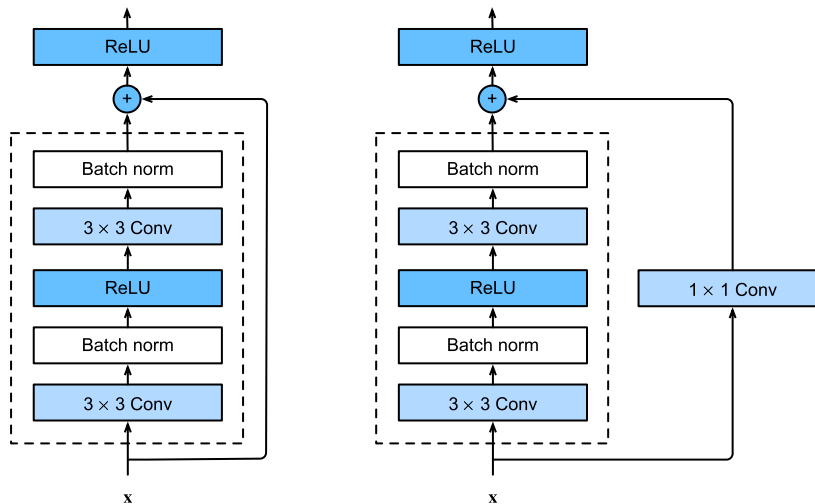 ReLU
+
Batch norm
3 × 3 Conv
ReLU
Batch norm
3 × 3 Conv
x
ReLU
+
Batch norm
3 × 3 Conv
ReLU
1 × 1 Conv
Batch norm
3 × 3 Conv
x